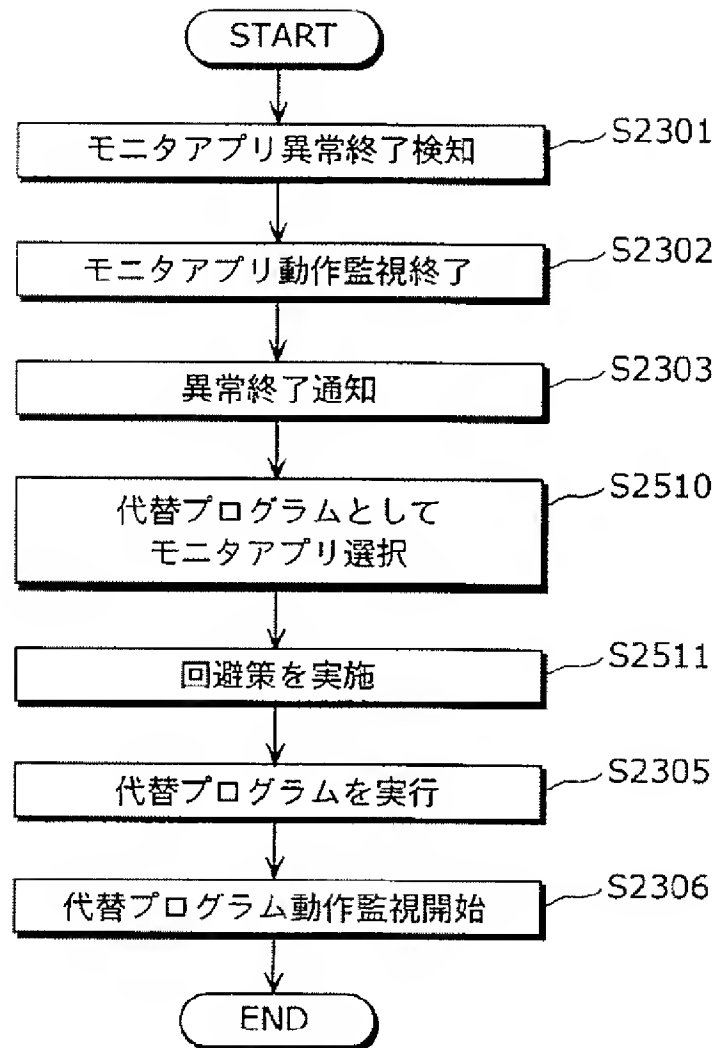 START
モニタアプリ異常終了検知
S2301
モニタアプリ動作監視終了
S2302
異常終了通知
S2303
代替プログラムとして
モニタアプリ選択
S2510
回避策を実施
S2511
代替プログラムを実行
S2305
代替プログラム動作監視開始
S2306
END